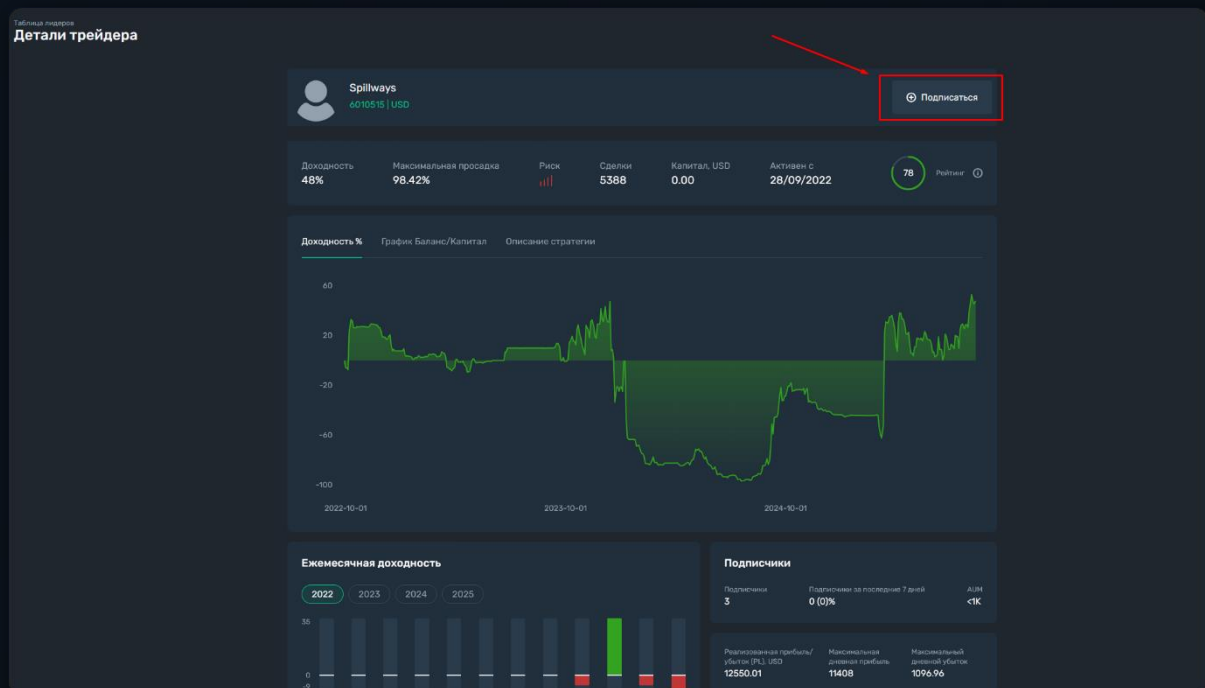 Таблица лидеров
Детали трейдера
Spillways
6010515 | USD
Подписаться
Доходность
48%
Максимальная просадка
98.42%
Риск
Сделки
5388
Капитал, USD
0.00
Активен с
28/09/2022
78
Рейтинг
Доходность % График Баланс/Капитал Описание стратегии
60
20
-20
-60
-100
2022-10-01 2023-10-01 2024-10-01
Ежемесячная доходность
2022 2023 2024 2025
35
0
-9
Подписчики
Подписчики
3
Подписчики за последние 7 дней
0 (0)%
AUM
<1K
Реализованная прибыль/
убыток (PL), USD
12550.01
Максимальная
дневная прибыль
11408
Максимальный
дневной убыток
1096.96